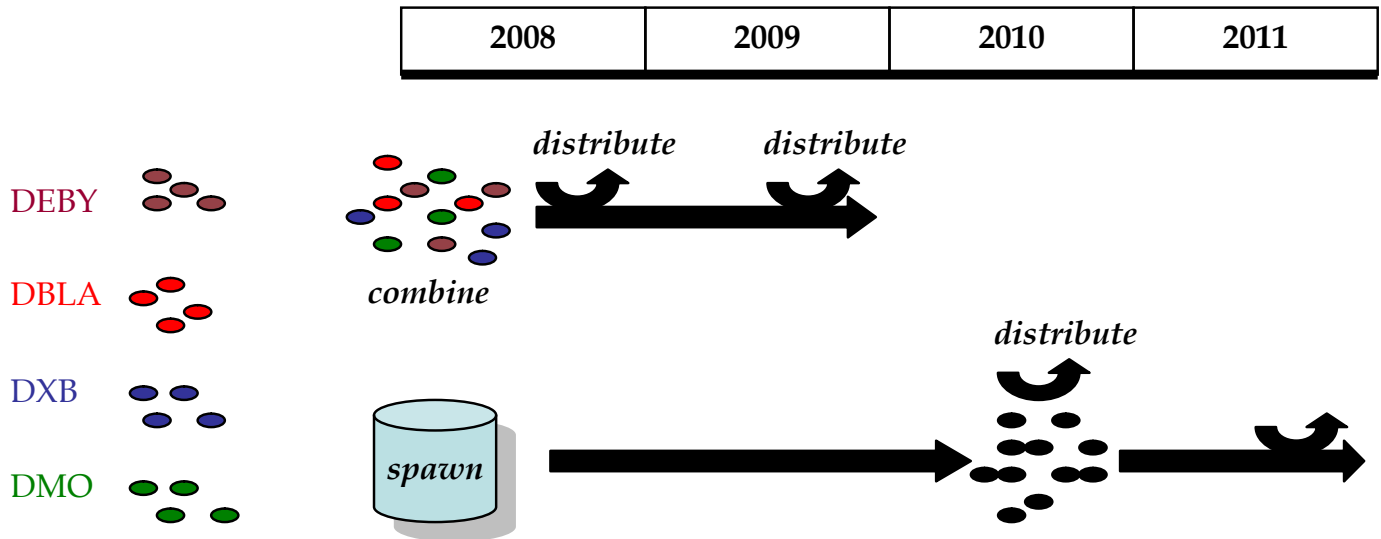 2008 2009 2010 2011
distribute distribute
DEBY
combine
DBLA
distribute
DXB
spawn
DMO